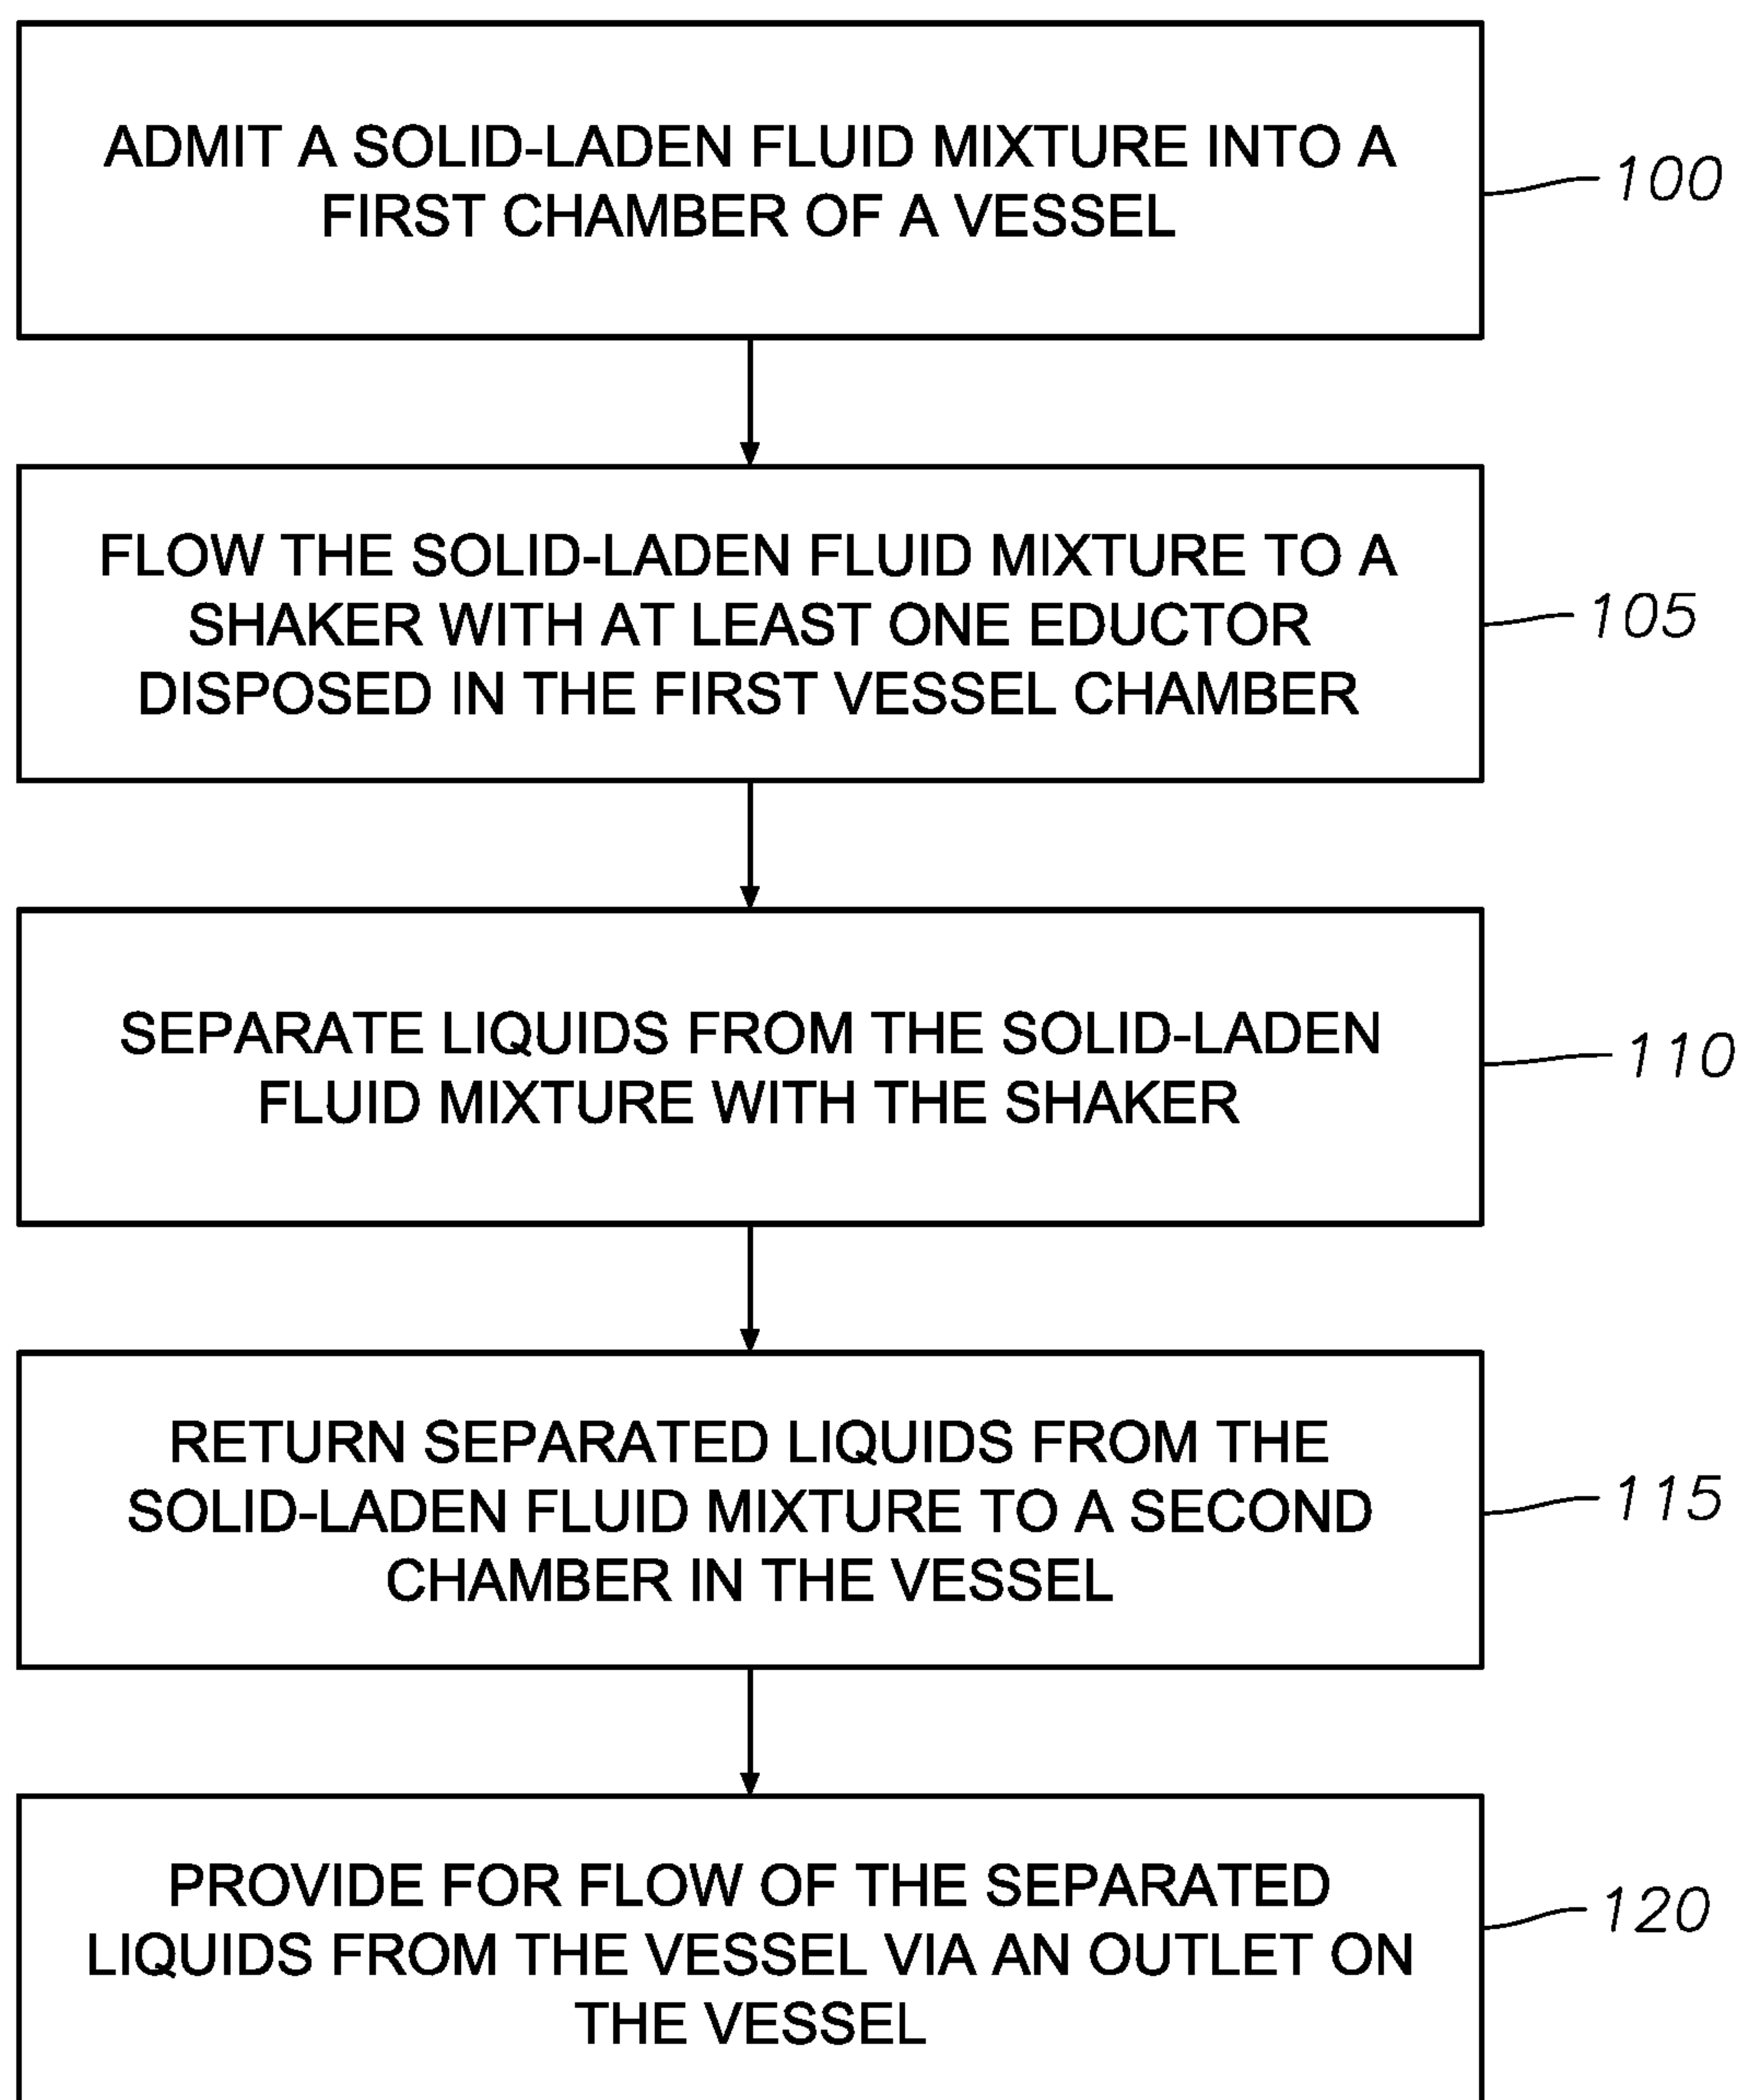 ADMIT A SOLID-LADEN FLUID MIXTURE INTO A
FIRST CHAMBER OF A VESSEL
100
FLOW THE SOLID-LADEN FLUID MIXTURE TO A
SHAKER WITH AT LEAST ONE EDUCTOR
DISPOSED IN THE FIRST VESSEL CHAMBER
105
SEPARATE LIQUIDS FROM THE SOLID-LADEN
FLUID MIXTURE WITH THE SHAKER
110
RETURN SEPARATED LIQUIDS FROM THE
SOLID-LADEN FLUID MIXTURE TO A SECOND
CHAMBER IN THE VESSEL
115
PROVIDE FOR FLOW OF THE SEPARATED
LIQUIDS FROM THE VESSEL VIA AN OUTLET ON
THE VESSEL
120